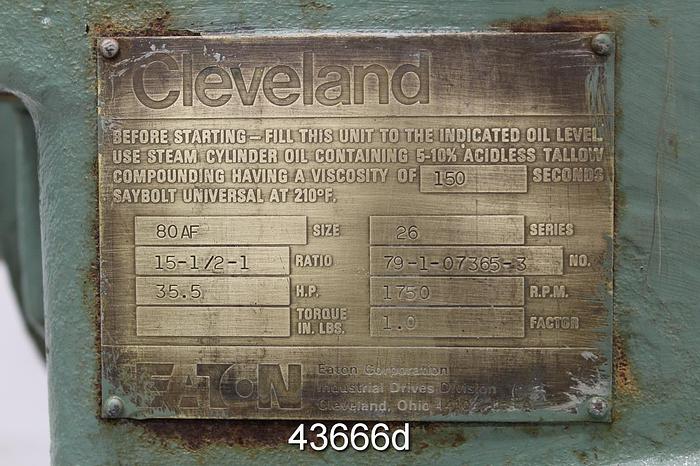 Cleveland
BEFORE STARTING—FILL THIS UNIT TO THE INDICATED OIL LEVEL.
USE STEAM CYLINDER OIL CONTAINING 5-10% ACIDLESS TALLOW
COMPOUNDING HAVING A VISCOSITY OF 150 SECONDS
SAYBOLT UNIVERSAL AT 210°F.
80AF SIZE 26 SERIES
15-1/2-1 RATIO 79-1-07365-3 NO.
35.5 H.P. 1750 R.P.M.
TORQUE
IN. LBS. 1.0 FACTOR
EATON Eaton Corporation
Industrial Drives Division
Cleveland, Ohio
43666d